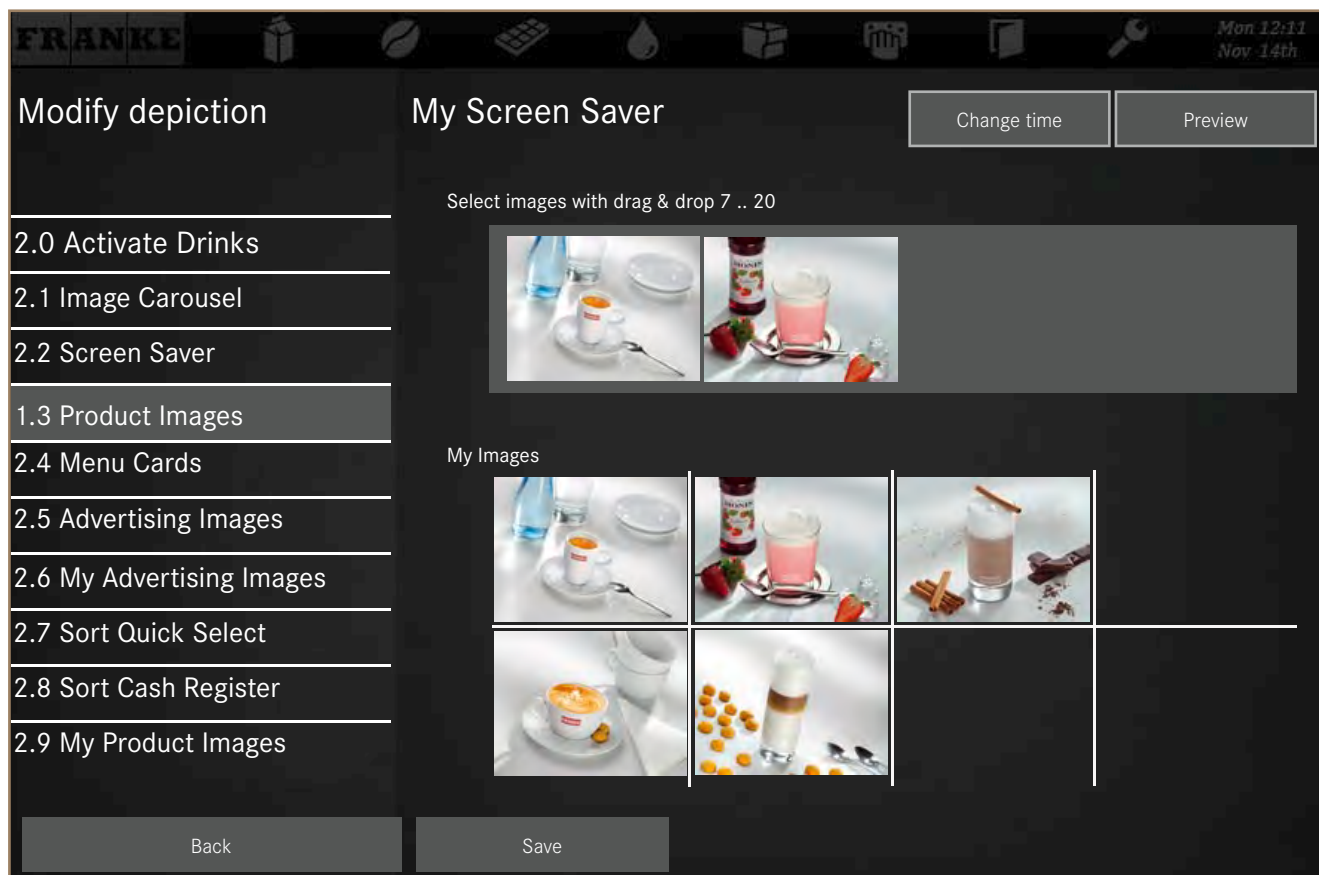 FRANKE
Mon 12:11
Nov 14th
Modify depiction
My Screen Saver
Change time
Preview
Select images with drag & drop 7 .. 20
2.0 Activate Drinks
2.1 Image Carousel
2.2 Screen Saver
1.3 Product Images
2.4 Menu Cards
2.5 Advertising Images
2.6 My Advertising Images
2.7 Sort Quick Select
2.8 Sort Cash Register
2.9 My Product Images
My Images
MONIN
MONIN
Back
Save